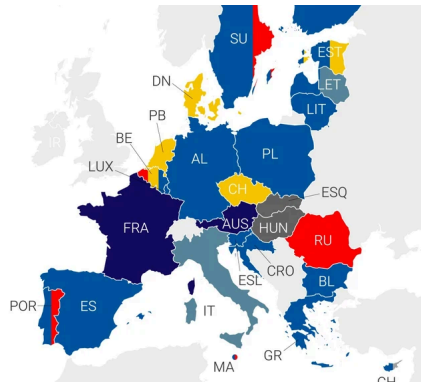 SU
EST
LET
LIT
DN
PB
BE
IR
AL
PL
LUX
CH
ESQ
FRA
AUS
HUN
RU
CRO
ESL
BL
POR
ES
IT
GR
MA
CH